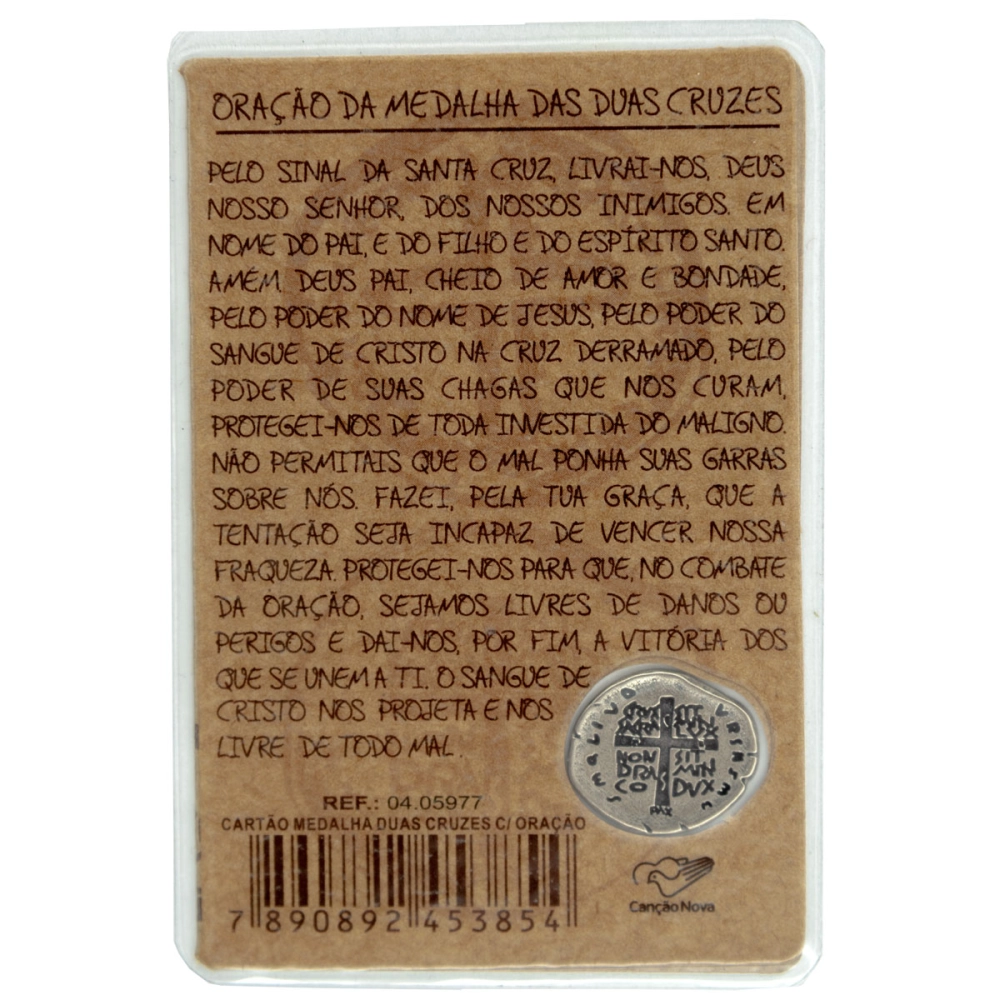 ORAÇÃO DA MEDALHA DAS DUAS CRUZES
PELO SINAL DA SANTA CRUZ, LIVRAI-NOS, DEUS
NOSSO SENHOR, DOS NOSSOS INIMIGOS. EM
NOME DO PAI, E DO FILHO E DO ESPÍRITO SANTO.
AMÉM. DEUS PAI, CHEIO DE AMOR E BONDADE,
PELO PODER DO NOME DE JESUS, PELO PODER DO
SANGUE DE CRISTO NA CRUZ DERRAMADO, PELO
PODER DE SUAS CHAGAS QUE NOS CURAM,
PROTEGEI-NOS DE TODA INVESTIDA DO MALIGNO.
NÃO PERMITAIS QUE O MAL PONHA SUAS GARRAS
SOBRE NÓS. FAZEI, PELA TUA GRAÇA, QUE A
TENTAÇÃO SEJA INCAPAZ DE VENCER NOSSA
FRAQUEZA. PROTEGEI-NOS PARA QUE, NO COMBATE
DA ORAÇÃO, SEJAMOS LIVRES DE DANOS OU
PERIGOS E DAI-NOS, POR FIM, A VITÓRIA DOS
QUE SE UNEM A TI. O SANGUE DE
CRISTO NOS PROJETA E NOS
LIVRE DE TODO MAL.
NON SIT
DRA MIN
CO DVX
PAX
REF.: 04.05977
CARTÃO MEDALHA DUAS CRUZES C/ ORAÇÃO
7 890892 453854
Canção Nova